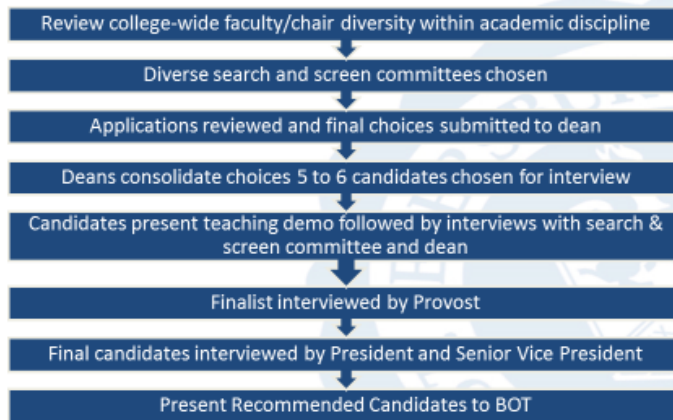 Review college-wide faculty/chair diversity within academic discipline
Diverse search and screen committees chosen
Applications reviewed and final choices submitted to dean
Deans consolidate choices 5 to 6 candidates chosen for interview
Candidates present teaching demo followed by interviews with search &
screen committee and dean
Finalist interviewed by Provost
Final candidates interviewed by President and Senior Vice President
Present Recommended Candidates to BOT